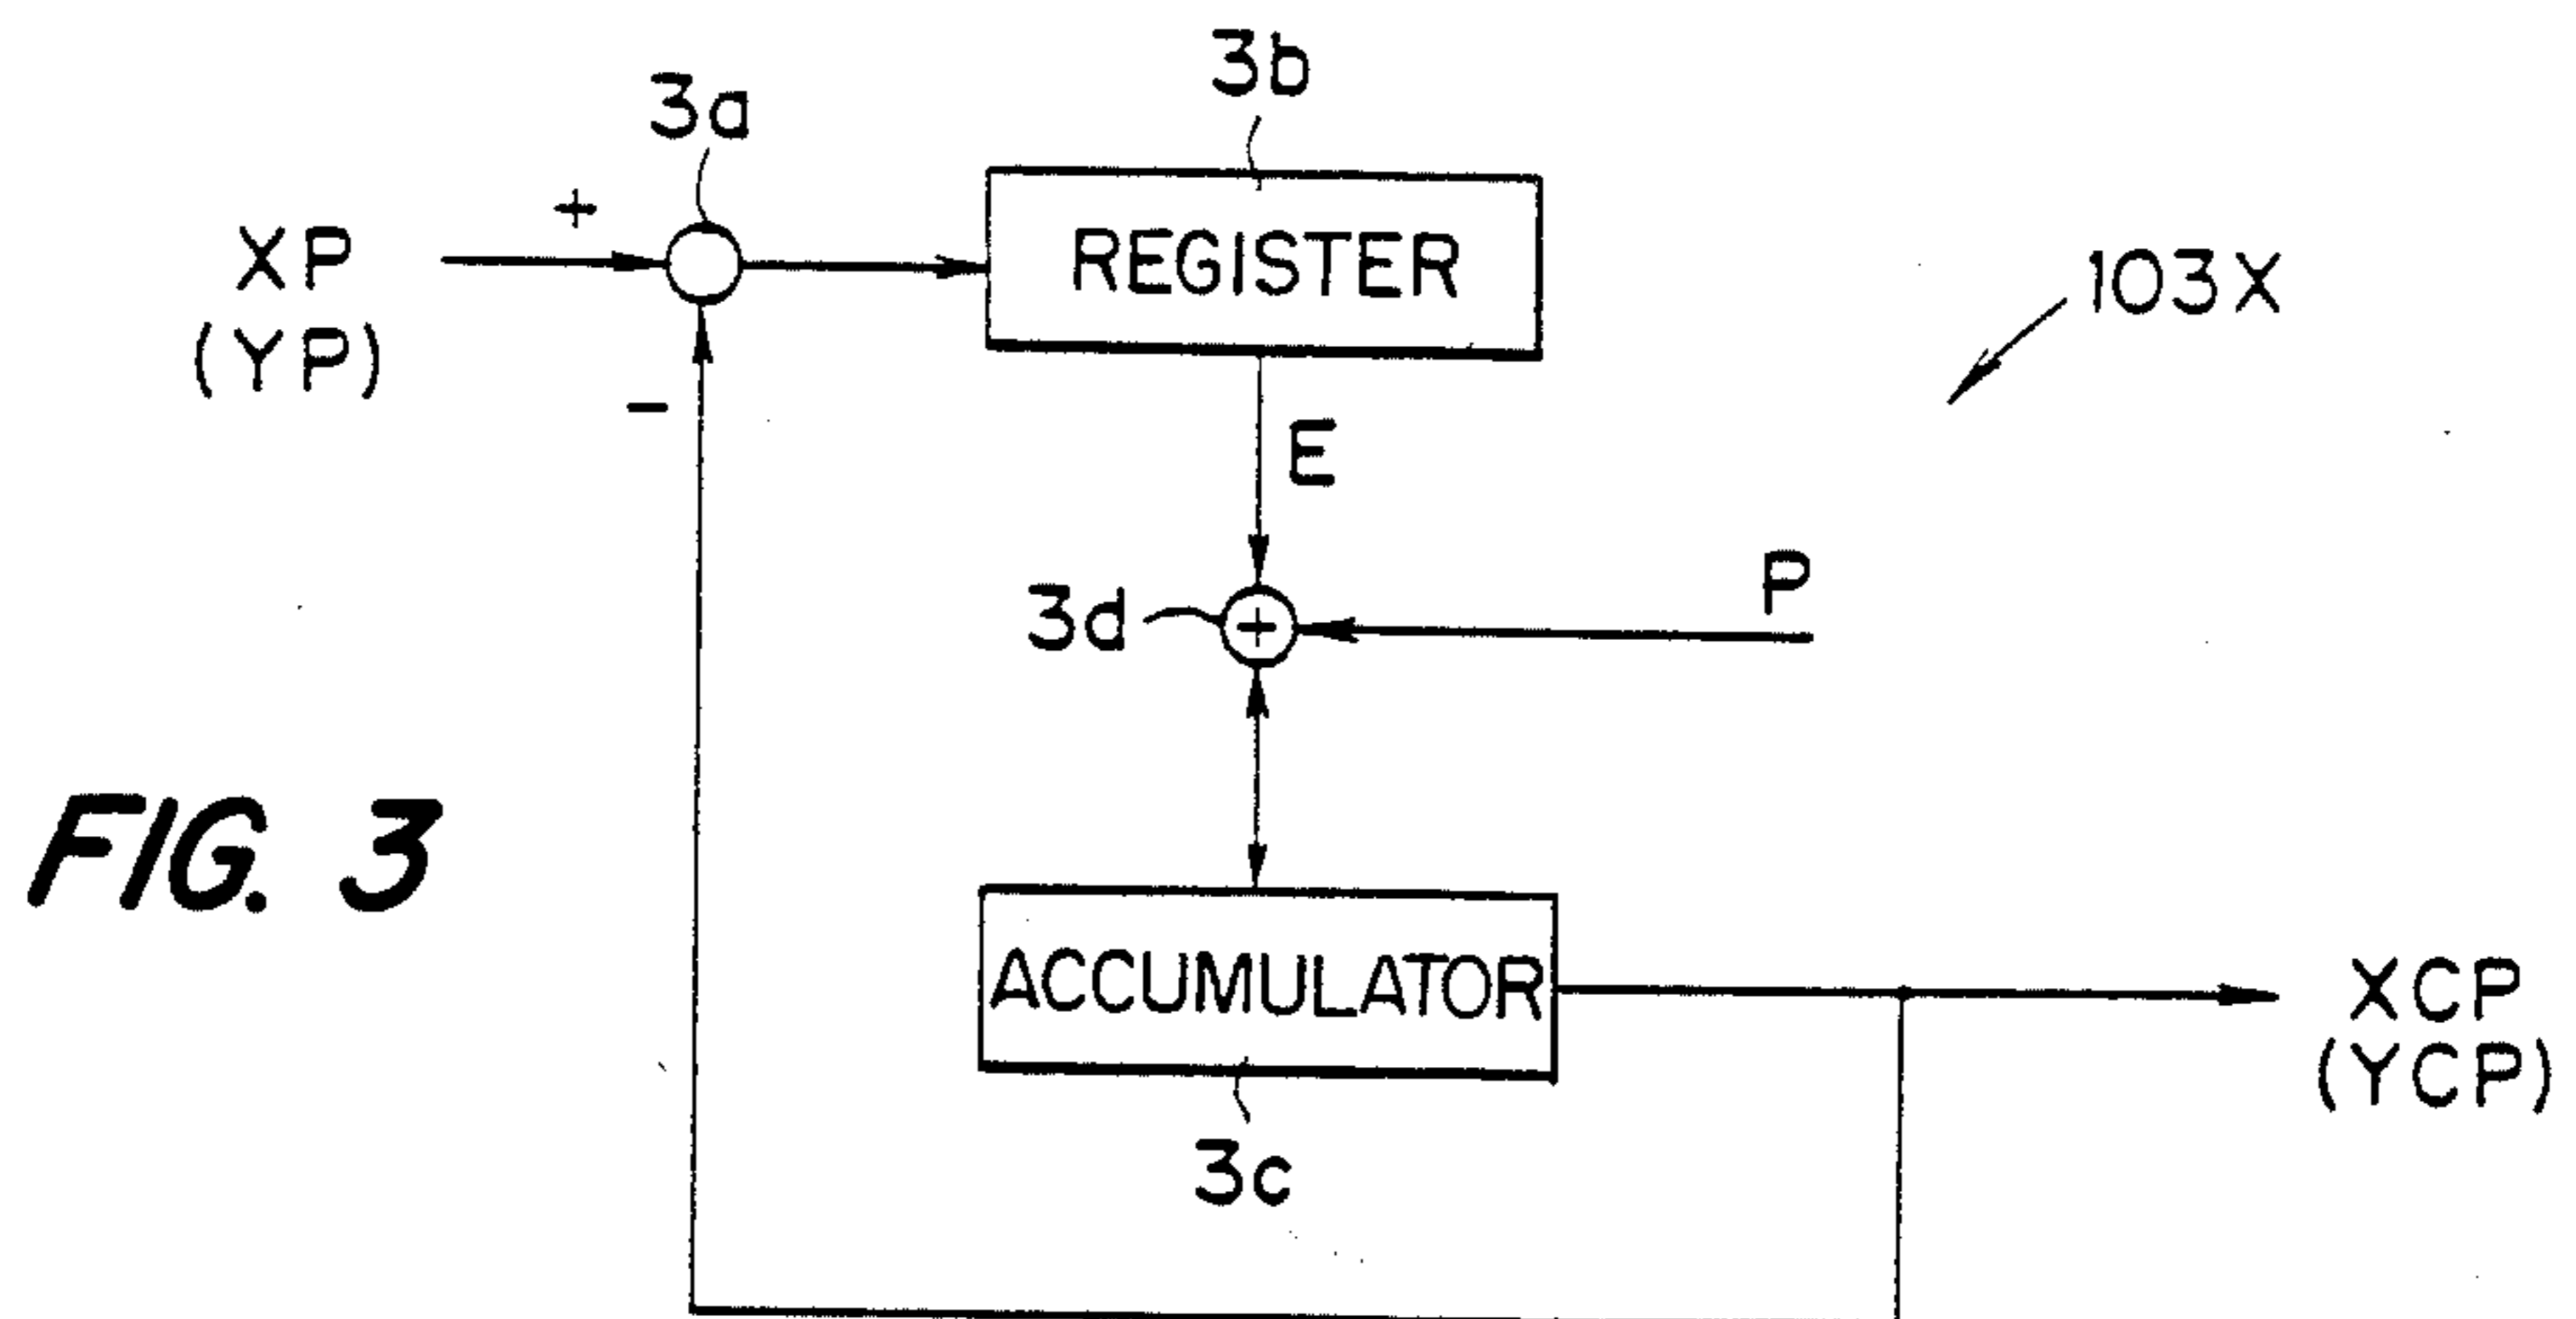 3b
3a
+
XP
(YP)
REGISTER
103X
-
E
P
3d
+
FIG. 3
ACCUMULATOR
XCP
(YCP)
3c